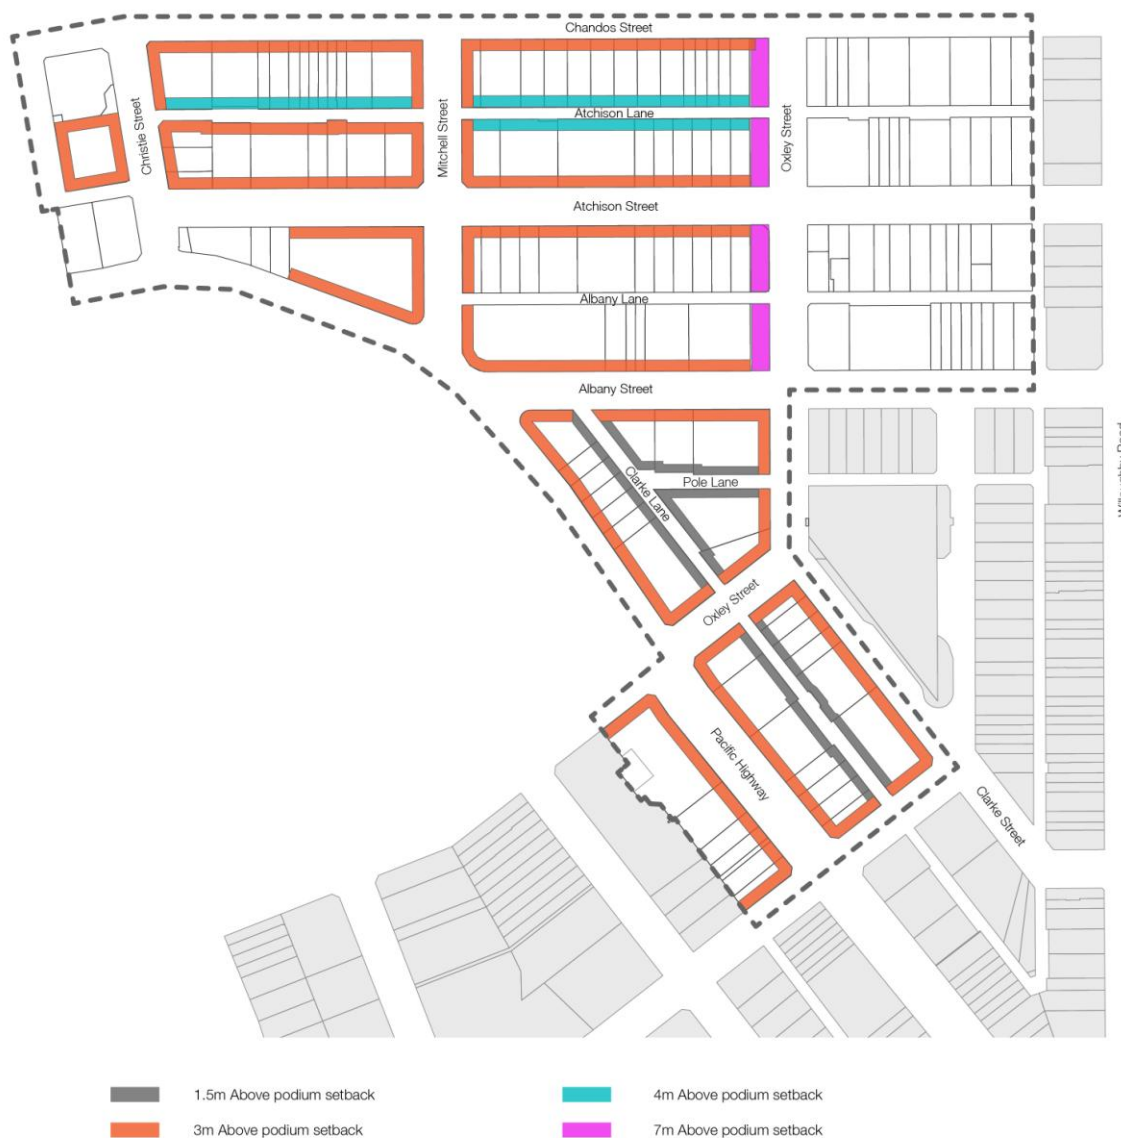 Chandos Street
Christie Street
Mitchell Street
Atchison Lane
Oxley Street
Atchison Street
Albany Lane
Albany Street
Clarke Lane
Pole Lane
Willoughby Road
Oxley Street
Pacific Highway
Clarke Street
1.5m Above podium setback
4m Above podium setback
3m Above podium setback
7m Above podium setback